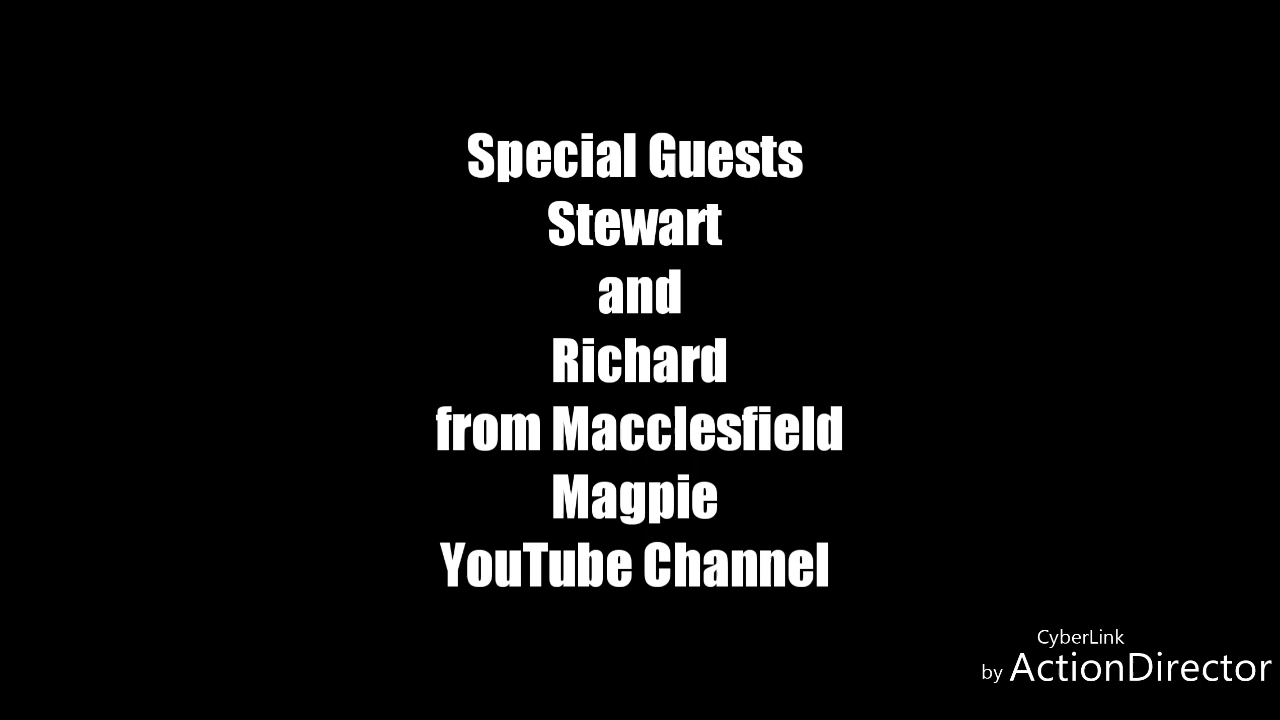 Special Guests
Stewart
and
Richard
from Macclesfield
Magpie
YouTube Channel
CyberLink
by ActionDirector